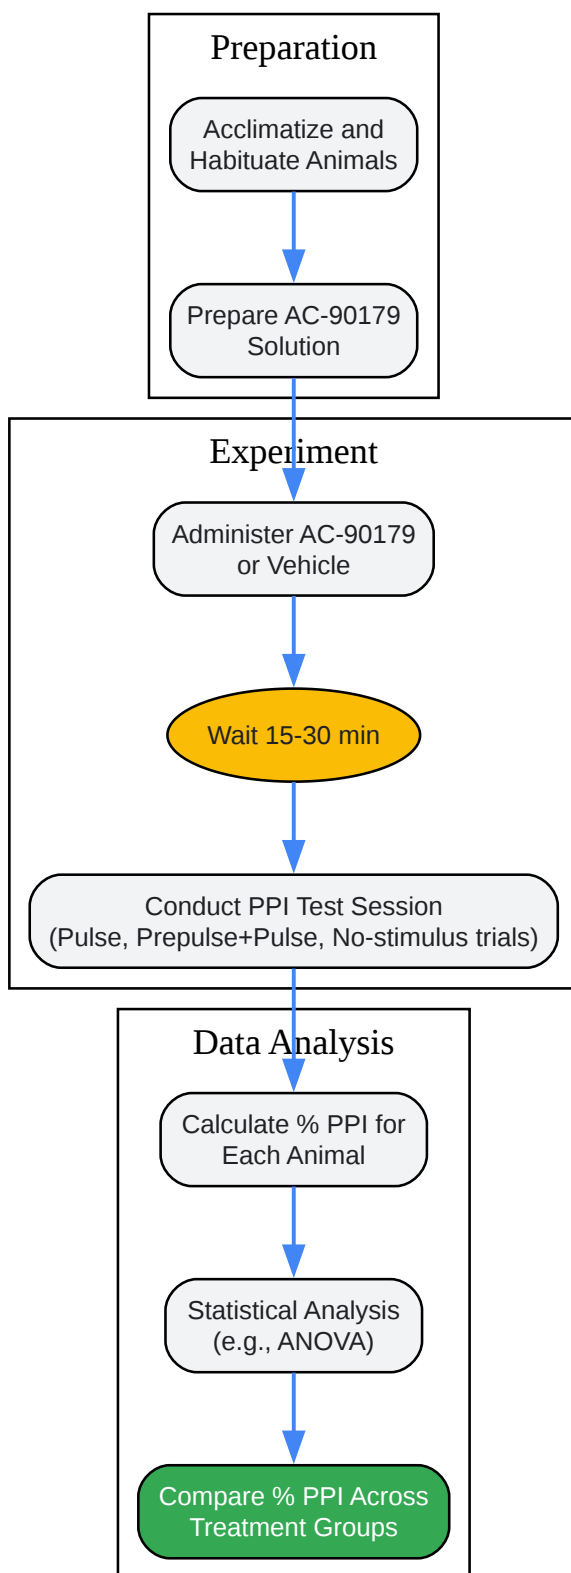 Preparation
Acclimatize and
Habituate Animals
Prepare AC-90179
Solution
Experiment
Administer AC-90179
or Vehicle
Wait 15-30 min
Conduct PPI Test Session
(Pulse, Prepulse+Pulse, No-stimulus trials)
Data Analysis
Calculate % PPI for
Each Animal
Statistical Analysis
(e.g., ANOVA)
Compare % PPI Across
Treatment Groups